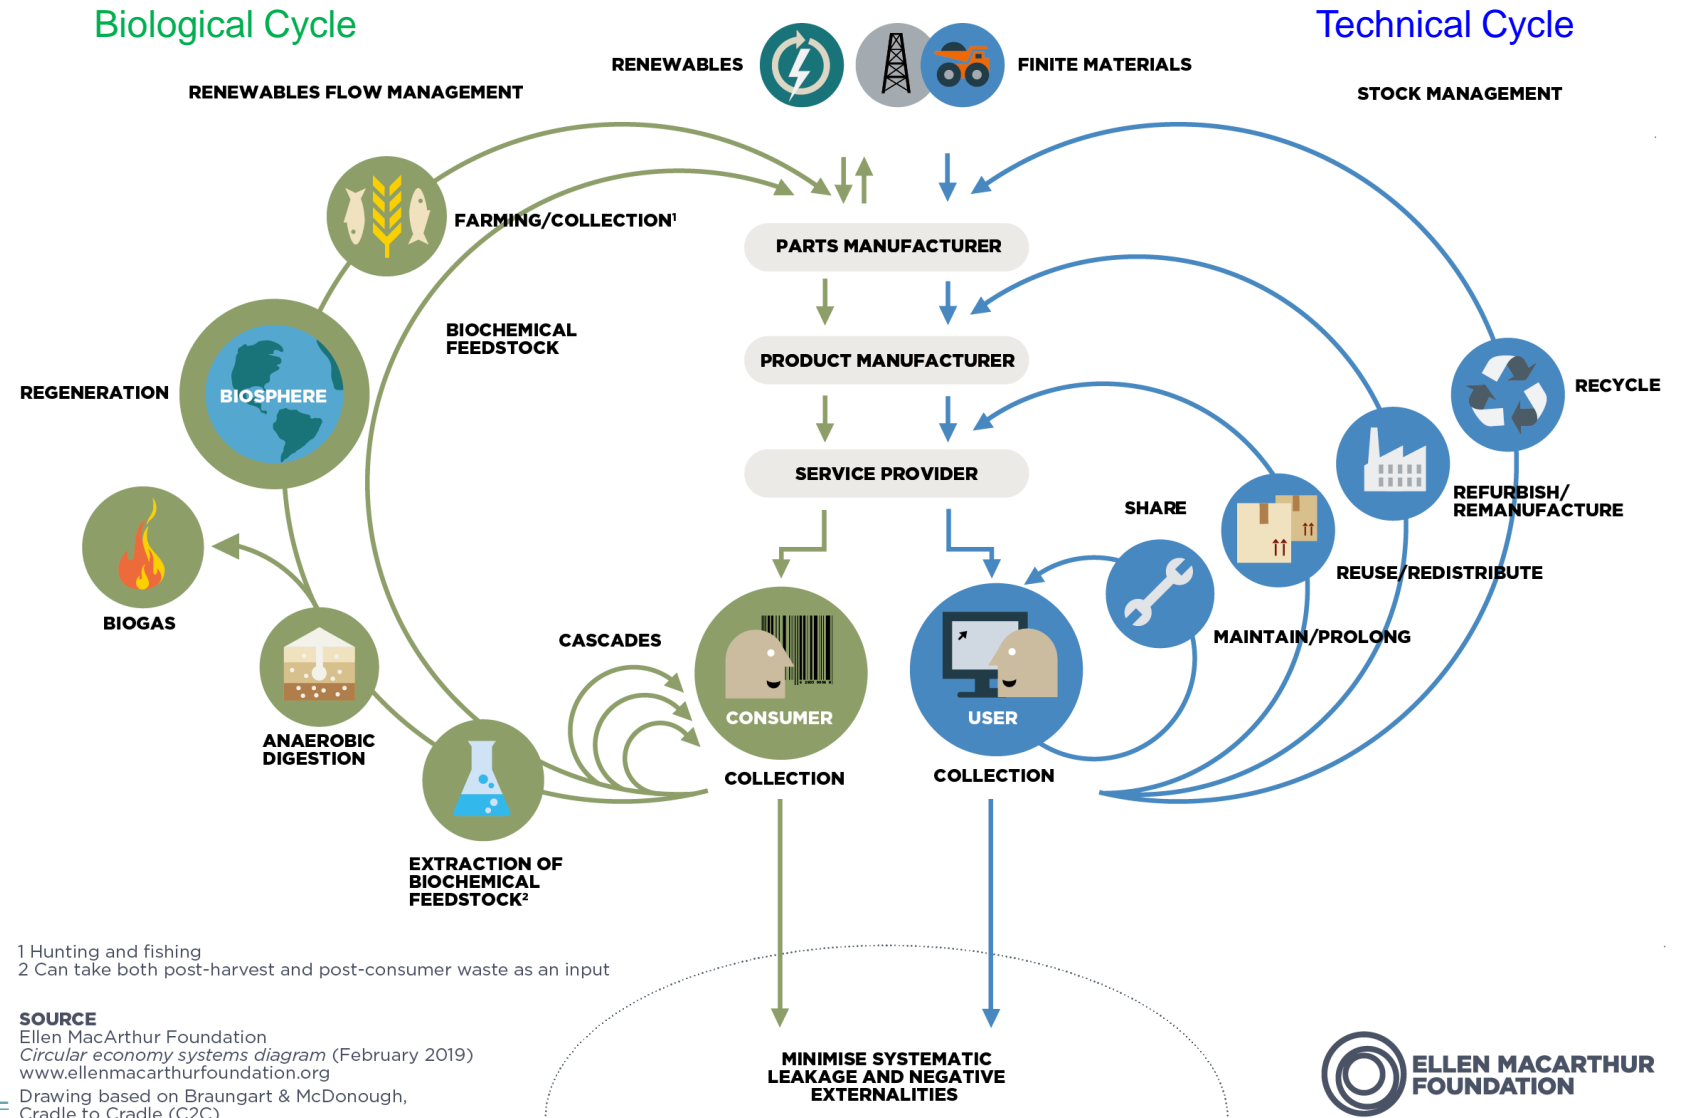 Biological Cycle
Technical Cycle
RENEWABLES
FINITE MATERIALS
RENEWABLES FLOW MANAGEMENT
STOCK MANAGEMENT
FARMING/COLLECTION¹
PARTS MANUFACTURER
BIOCHEMICAL
FEEDSTOCK
PRODUCT MANUFACTURER
REGENERATION
BIOSPHERE
RECYCLE
SERVICE PROVIDER
SHARE
REFURBISH/
REMANUFACTURE
REUSE/REDISTRIBUTE
BIOGAS
CASCADES
MAINTAIN/PROLONG
CONSUMER
USER
ANAEROBIC
DIGESTION
COLLECTION
COLLECTION
EXTRACTION OF
BIOCHEMICAL
FEEDSTOCK²
1 Hunting and fishing
2 Can take both post-harvest and post-consumer waste as an input
SOURCE
Ellen MacArthur Foundation
Circular economy systems diagram (February 2019)
www.ellenmacarthurfoundation.org
Drawing based on Braungart & McDonough,
Cradle to Cradle (C2C)
MINIMISE SYSTEMATIC
LEAKAGE AND NEGATIVE
EXTERNALITIES
ELLEN MACARTHUR
FOUNDATION